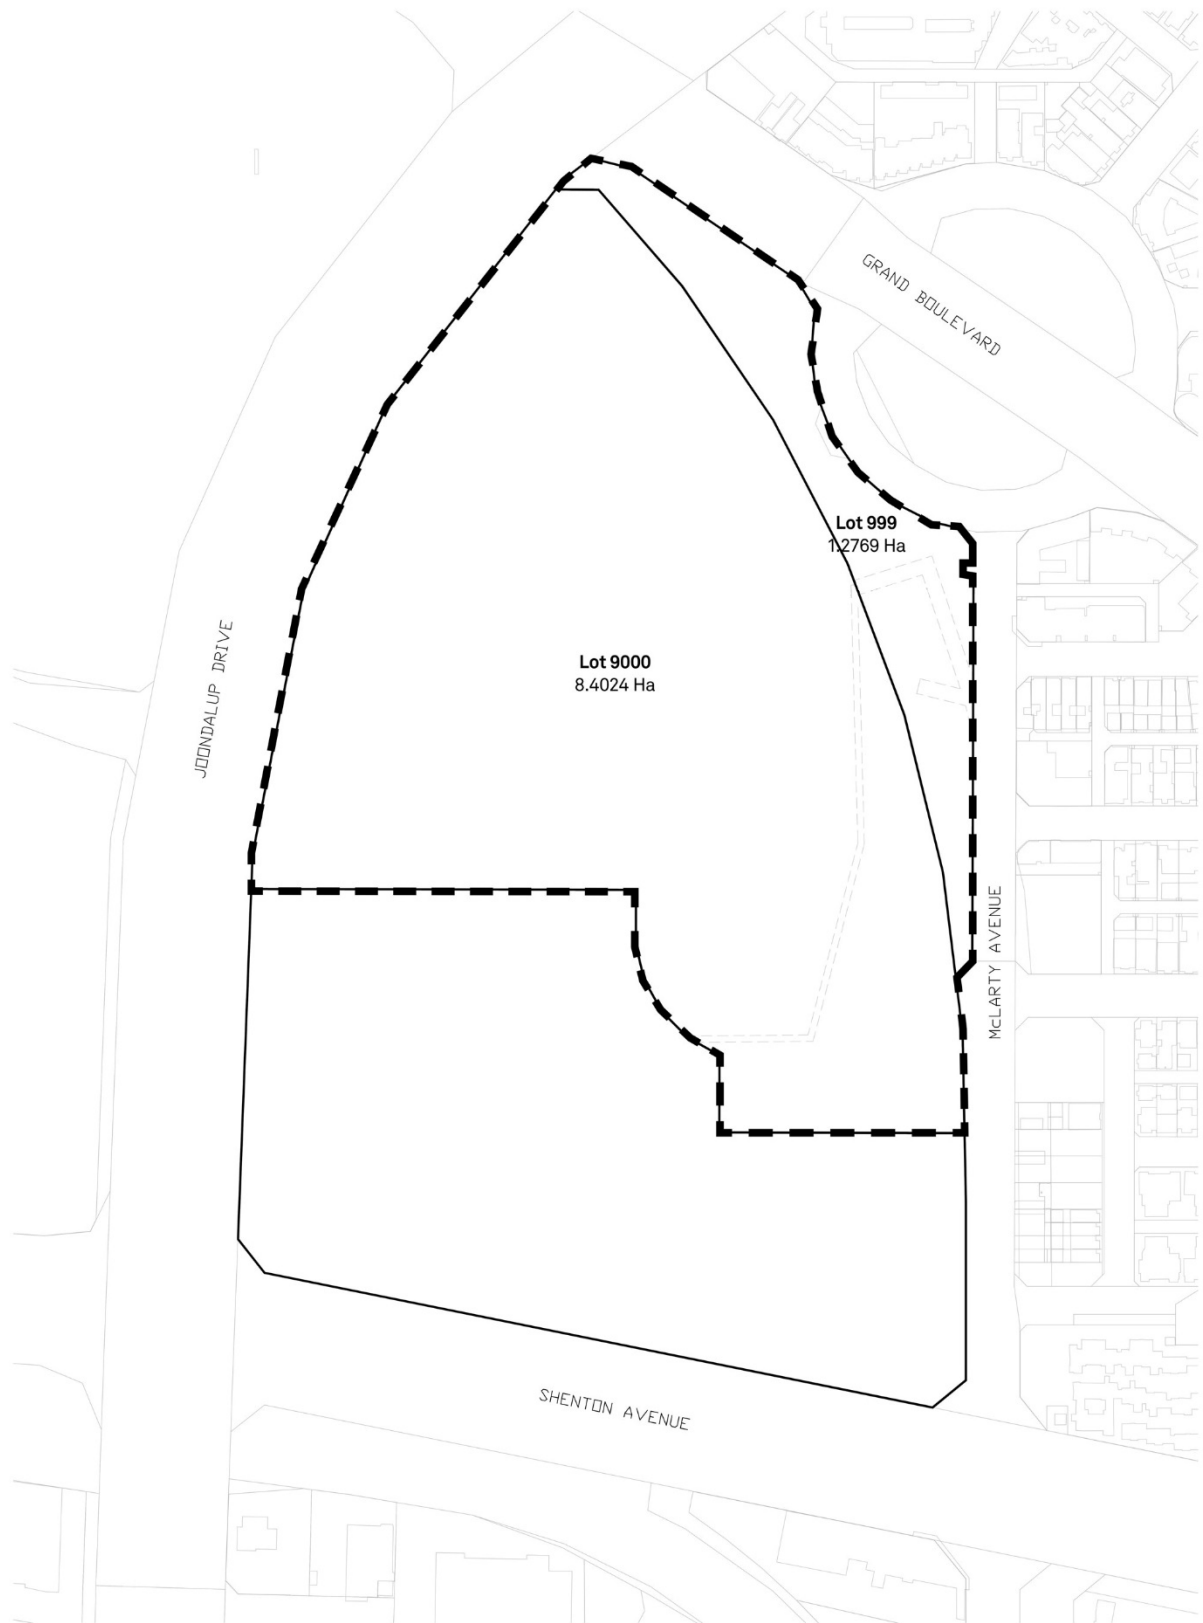 GRAND BOULEVARD
Lot 999
1.2769 Ha
JOONDALUP DRIVE
Lot 9000
8.4024 Ha
McLARTY AVENUE
SHENTON AVENUE